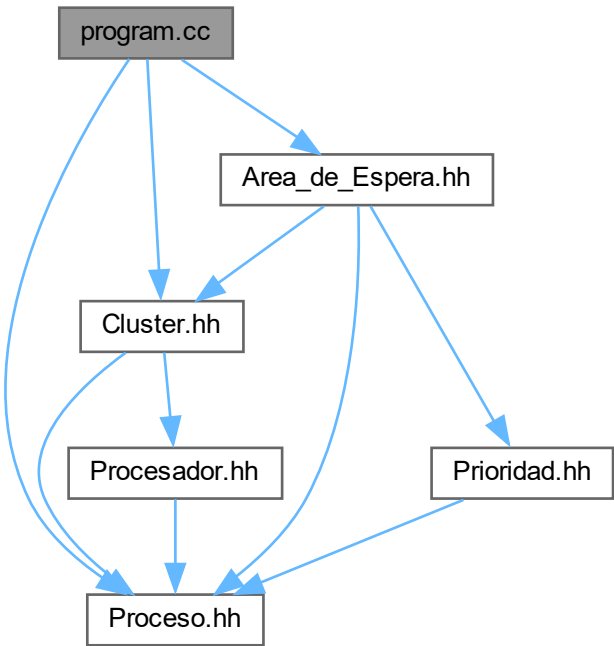 program.cc
Area_de_Espera.hh
Cluster.hh
Procesador.hh
Prioridad.hh
Proceso.hh